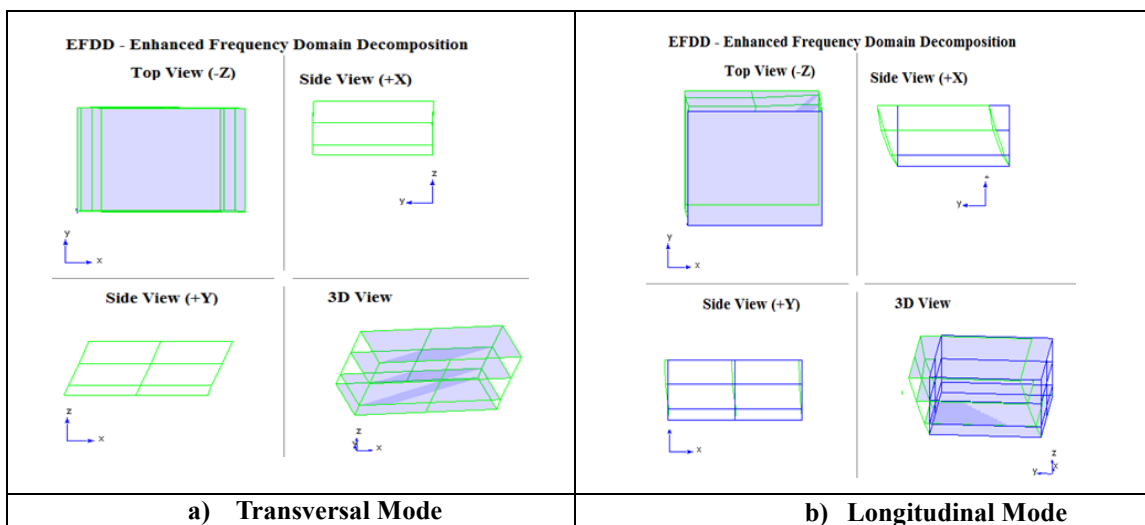 EFDD - Enhanced Frequency Domain Decomposition
Top View (-Z)
Side View (+X)
y
x
z
y
Side View (+Y)
3D View
z
x
z
y
x
a) Transversal Mode
EFDD - Enhanced Frequency Domain Decomposition
Top View (-Z)
Side View (+X)
y
x
y
Side View (+Y)
3D View
x
z
y
x
b) Longitudinal Mode